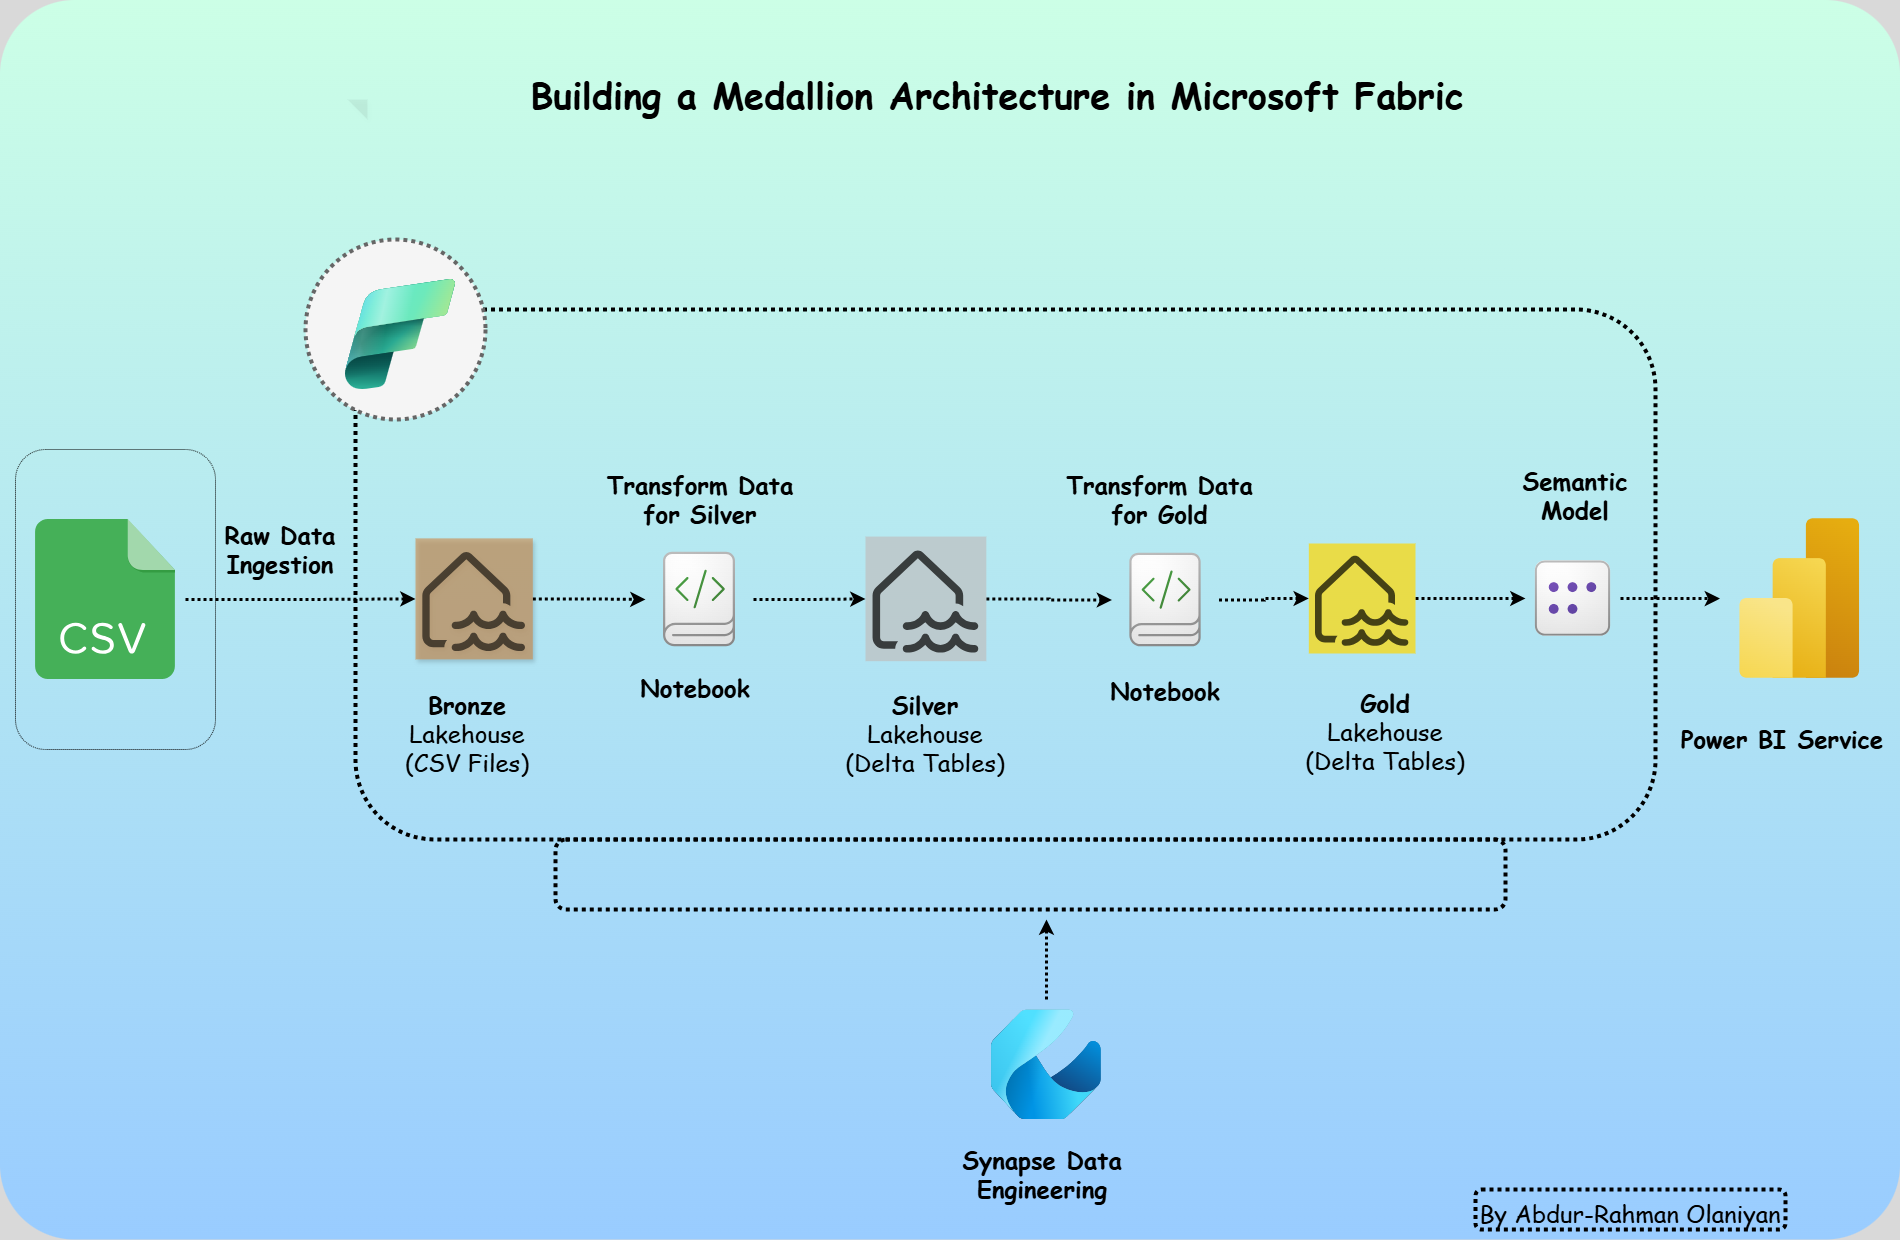 Building a Medallion Architecture in Microsoft Fabric
CSV
Raw Data
Ingestion
Bronze
Lakehouse
(CSV Files)
Transform Data
for Silver
</>
Notebook
Silver
Lakehouse
(Delta Tables)
Transform Data
for Gold
</>
Notebook
Gold
Lakehouse
(Delta Tables)
Semantic
Model
Power BI Service
Synapse Data
Engineering
By Abdur-Rahman Olaniyan